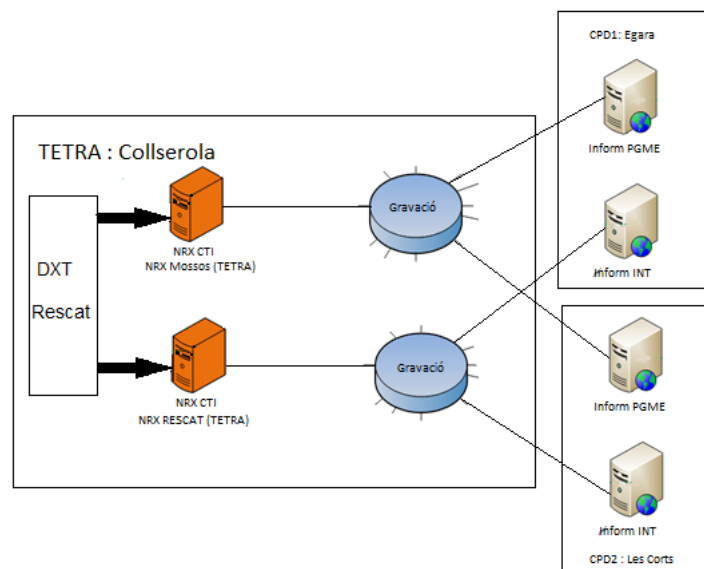 CPD1: Egara
Inform PGME
Inform INT
TETRA : Collserola
DXT
Rescat
NRX CTI
NRX Mossos (TETRA)
Gravació
NRX CTI
NRX RESCAT (TETRA)
Gravació
Inform PGME
Inform INT
CPD2 : Les Corts